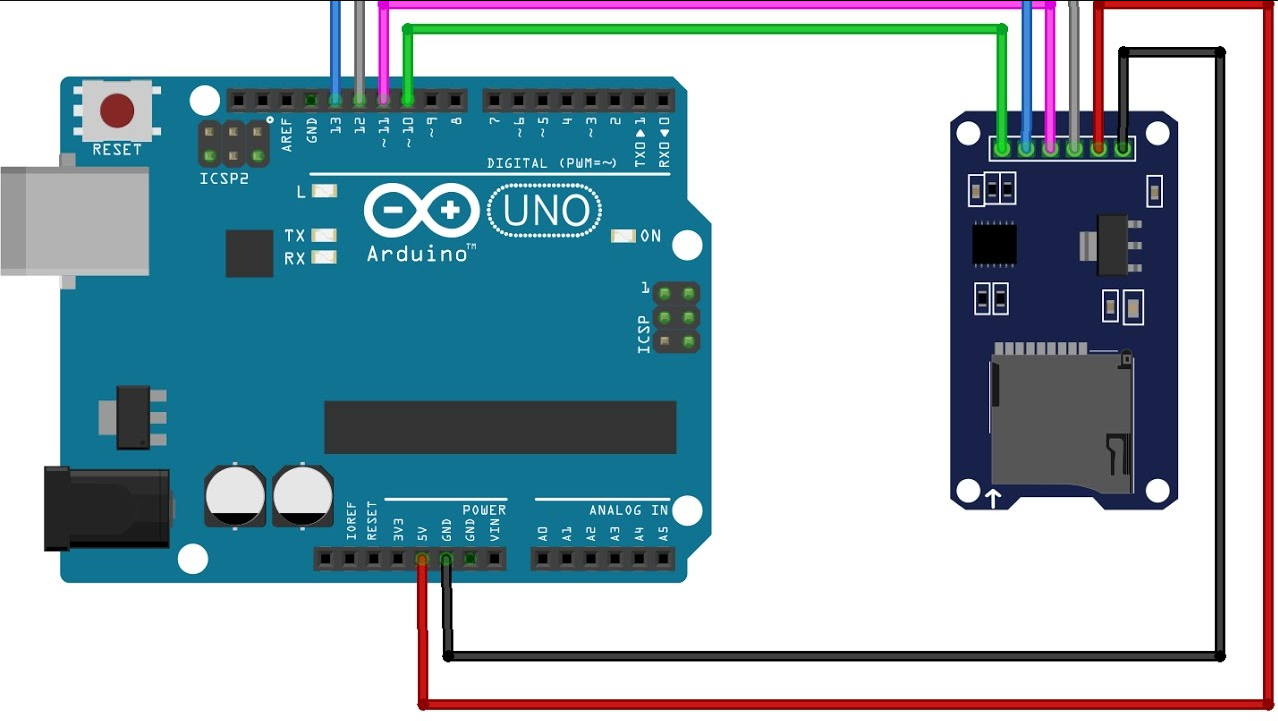 RESET
ICSP2
AREF
GND
13
12
~11
~10
~9
8
7
~6
~5
4
~3
2
TX0▶1
RX0◀0
DIGITAL (PWM=~)
L
TX
RX
UNO
Arduino™
ON
1
ICSP
IOREF
RESET
3V3
5V
GND
GND
VIN
POWER
ANALOG IN
A0
A1
A2
A3
A4
A5